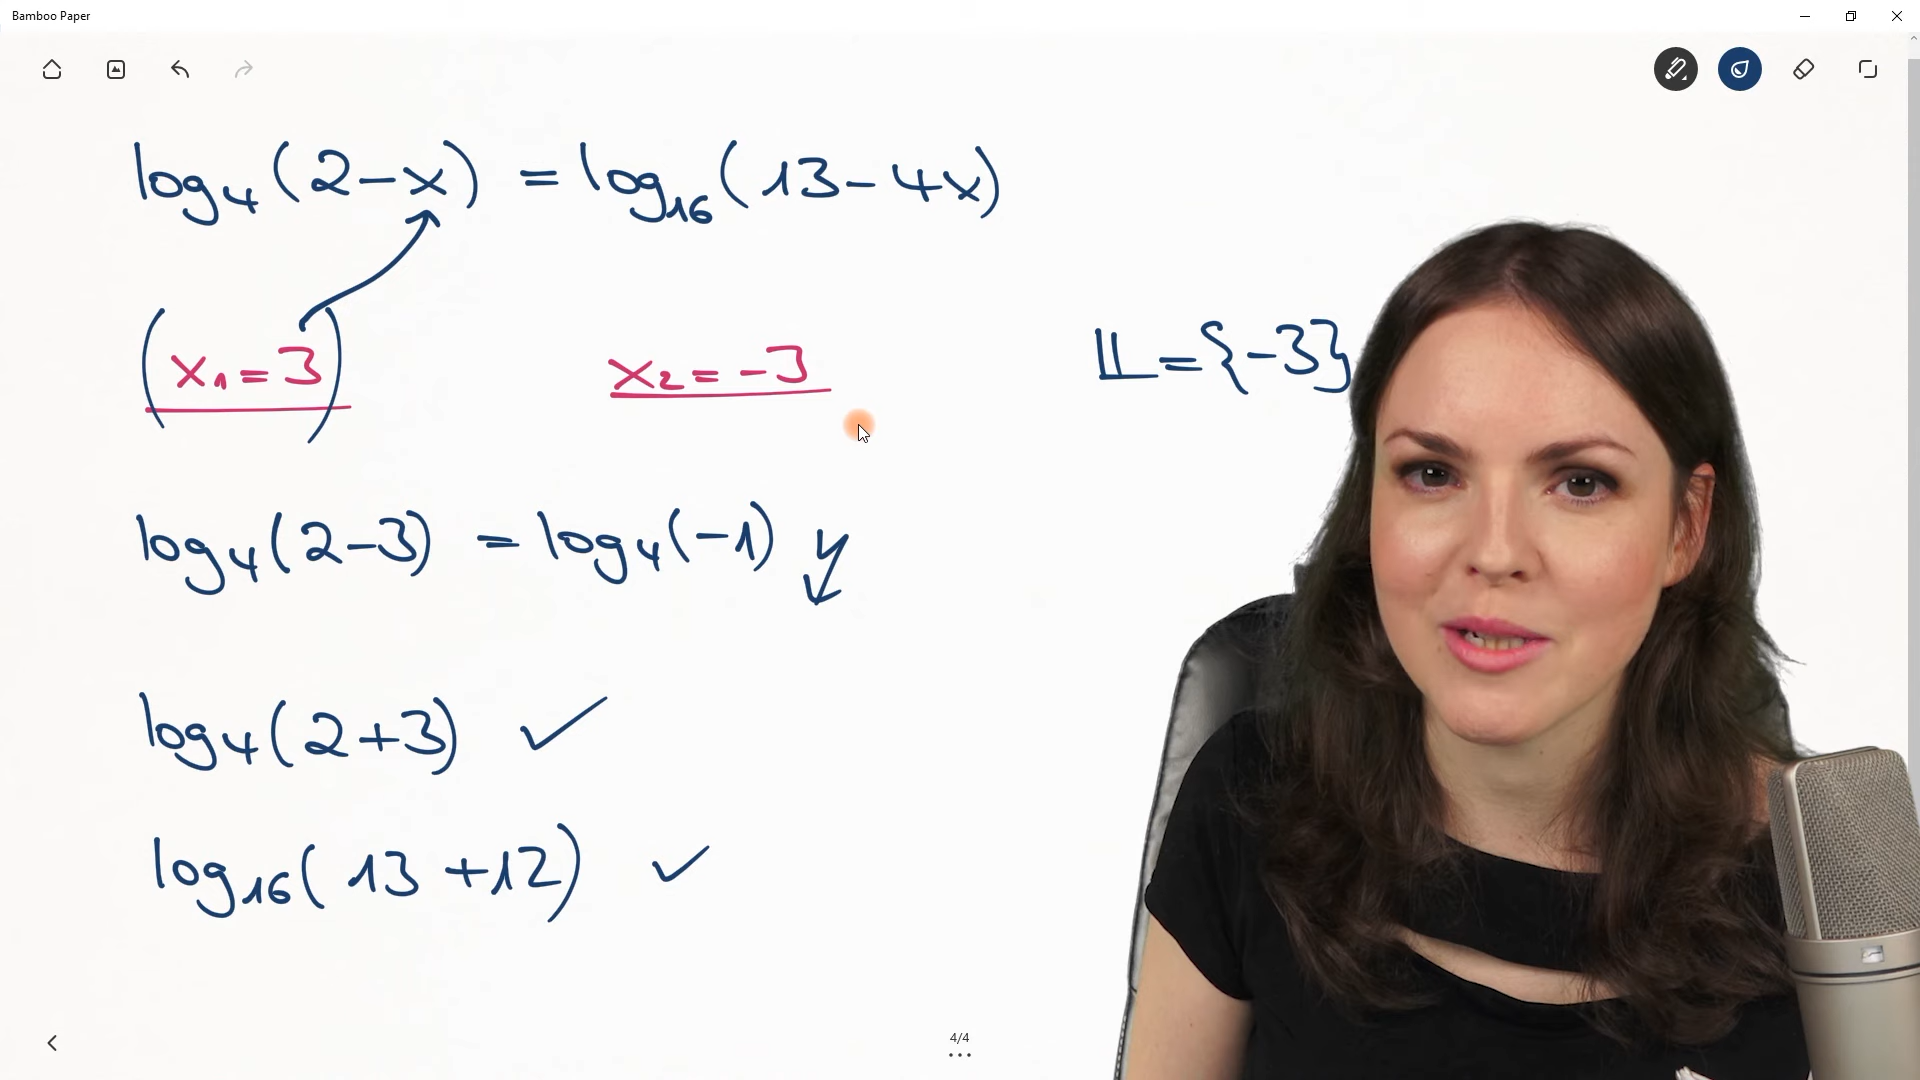 Bamboo Paper
log₄(2-x) = log₁₆(13-4x)
(x₁=3) x₂=-3 𝕃={-3}
log₄(2-3) = log₄(-1) ↯
log₄(2+3) ✓
log₁₆(13+12) ✓
4/4